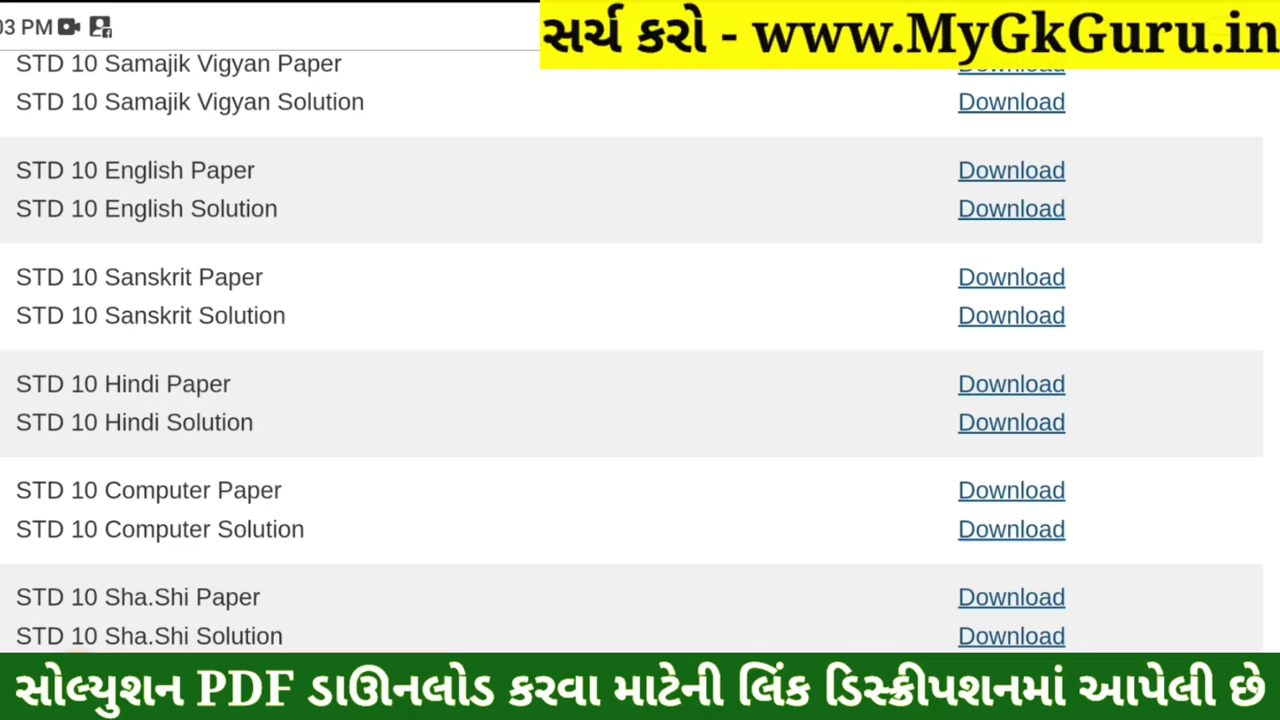 03 PM
સર્ચ કરો - www.MyGkGuru.in
STD 10 Samajik Vigyan Paper Download
STD 10 Samajik Vigyan Solution Download
STD 10 English Paper Download
STD 10 English Solution Download
STD 10 Sanskrit Paper Download
STD 10 Sanskrit Solution Download
STD 10 Hindi Paper Download
STD 10 Hindi Solution Download
STD 10 Computer Paper Download
STD 10 Computer Solution Download
STD 10 Sha.Shi Paper Download
STD 10 Sha.Shi Solution Download
સોલ્યુશન PDF ડાઊનલોડ કરવા માટેની લિંક ડિસ્ક્રીપશનમાં આપેલી છે